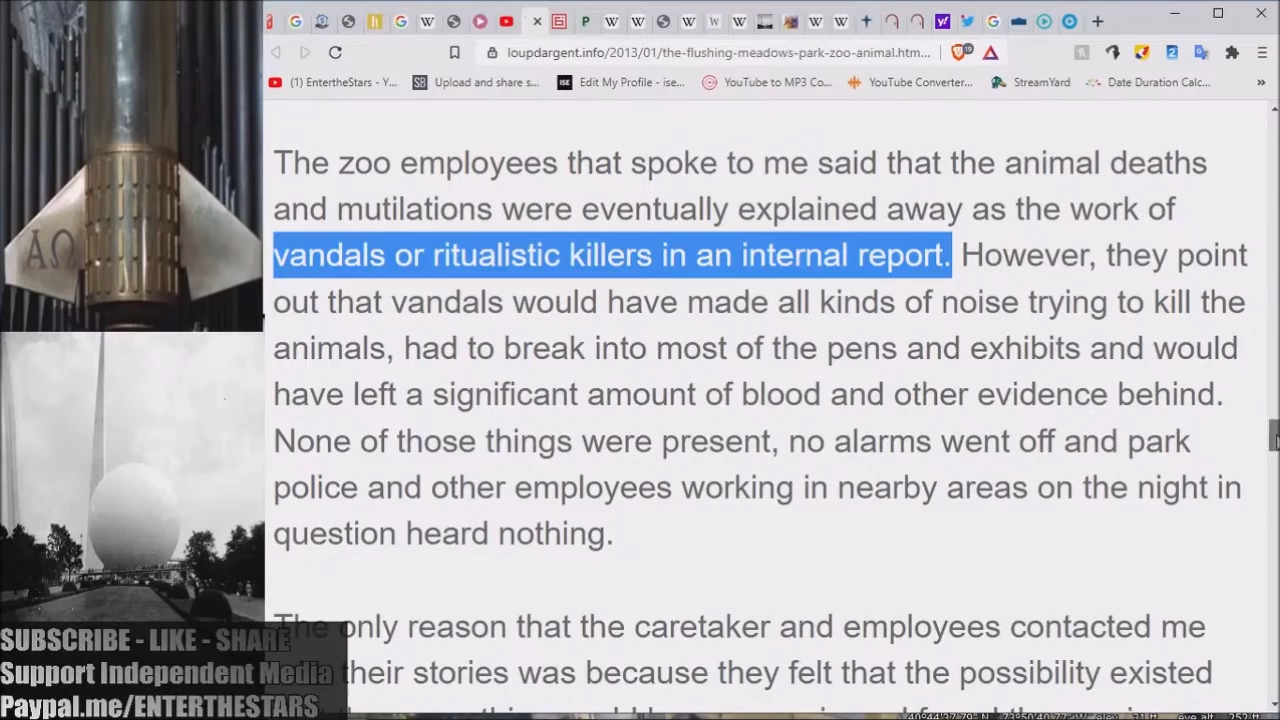 loupdargent.info/2013/01/the-flushing-meadows-park-zoo-animal.htm...
(1) EntertheStars - Y...
Upload and share s...
Edit My Profile - ise...
YouTube to MP3 Co...
YouTube Converter...
StreamYard
Date Duration Calc...
ΑΩ
The zoo employees that spoke to me said that the animal deaths
and mutilations were eventually explained away as the work of
vandals or ritualistic killers in an internal report. However, they point
out that vandals would have made all kinds of noise trying to kill the
animals, had to break into most of the pens and exhibits and would
have left a significant amount of blood and other evidence behind.
None of those things were present, no alarms went off and park
police and other employees working in nearby areas on the night in
question heard nothing.
The only reason that the caretaker and employees contacted me
their stories was because they felt that the possibility existed
SUBSCRIBE - LIKE - SHARE
Support Independent Media
Paypal.me/ENTERTHESTARS